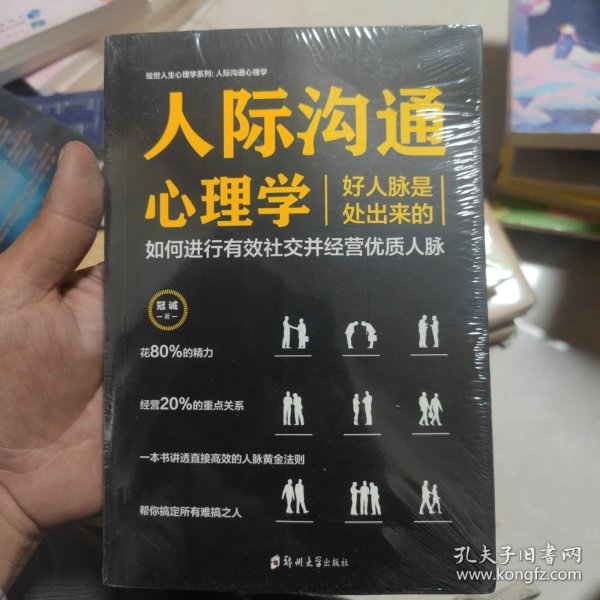 绘世人生心理学系列：人际沟通心理学
人际沟通
心理学
好人脉是
处出来的
如何进行有效社交并经营优质人脉
冠诚
著
花80%的精力
经营20%的重点关系
一本书讲透直接高效的人脉黄金法则
帮你搞定所有难搞之人
郑州大学出版社
孔夫子旧书网
www.kongfz.com